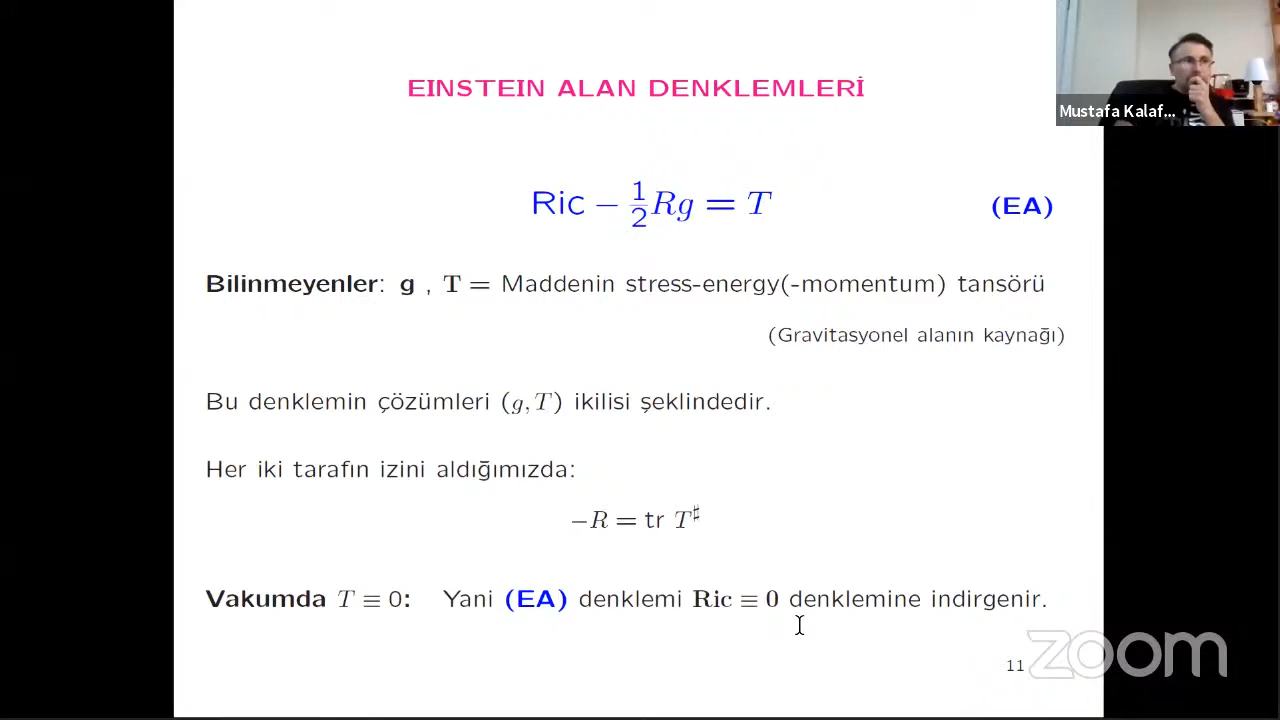 EINSTEIN ALAN DENKLEMLERİ
Mustafa Kalaf...
Ric − 1/2 Rg = T (EA)
Bilinmeyenler: g , T = Maddenin stress-energy(-momentum) tansörü
(Gravitasyonel alanın kaynağı)
Bu denklemin çözümleri (g, T) ikilisi şeklindedir.
Her iki tarafın izini aldığımızda:
−R = tr T♯
Vakumda T ≡ 0: Yani (EA) denklemi Ric ≡ 0 denklemine indirgenir.
zoom
11